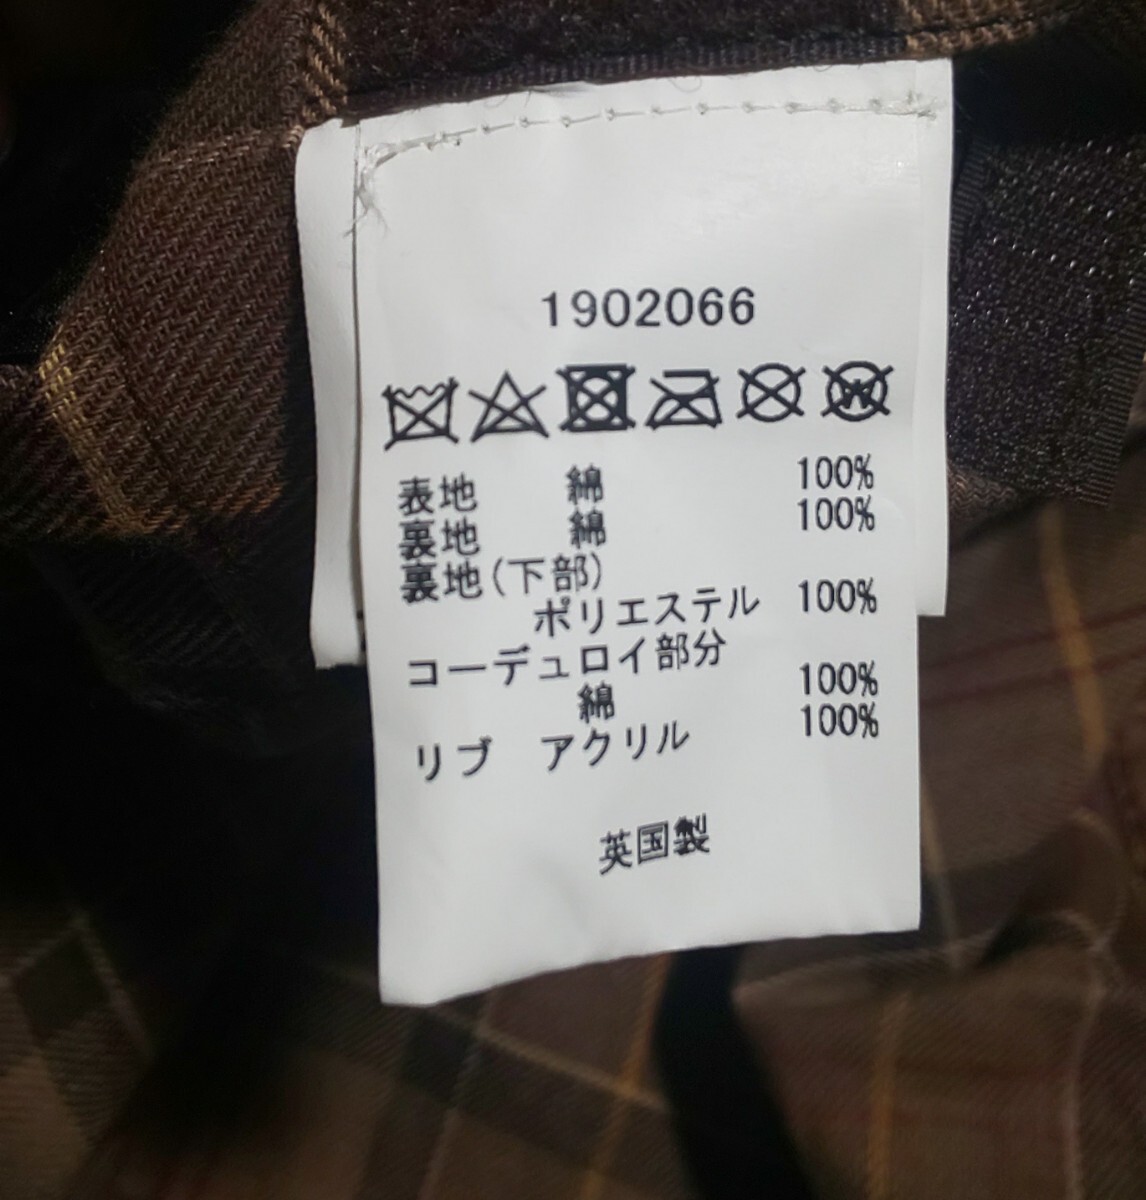 1902066
表地 綿 100%
裏地 綿 100%
裏地(下部)
ポリエステル 100%
コーデュロイ部分
綿 100%
リブ アクリル 100%
英国製